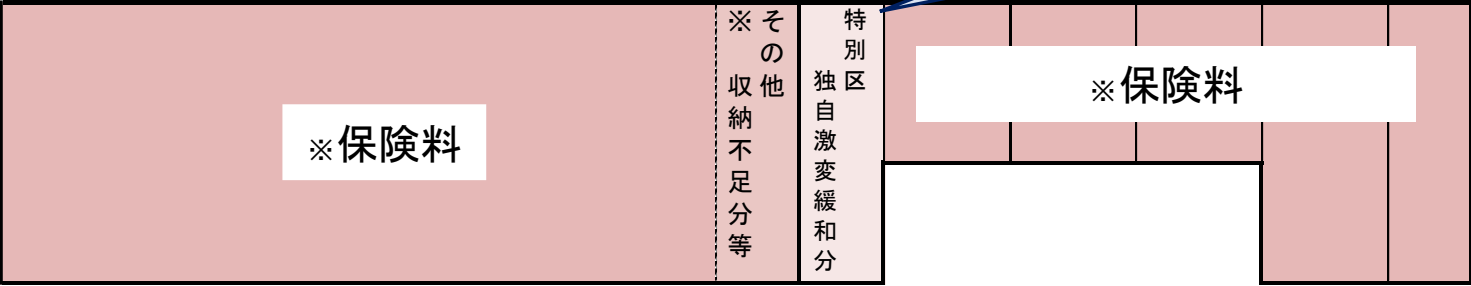 ※保険料
その他
※　収納不足分等
特別区
独自激変緩和分
※保険料